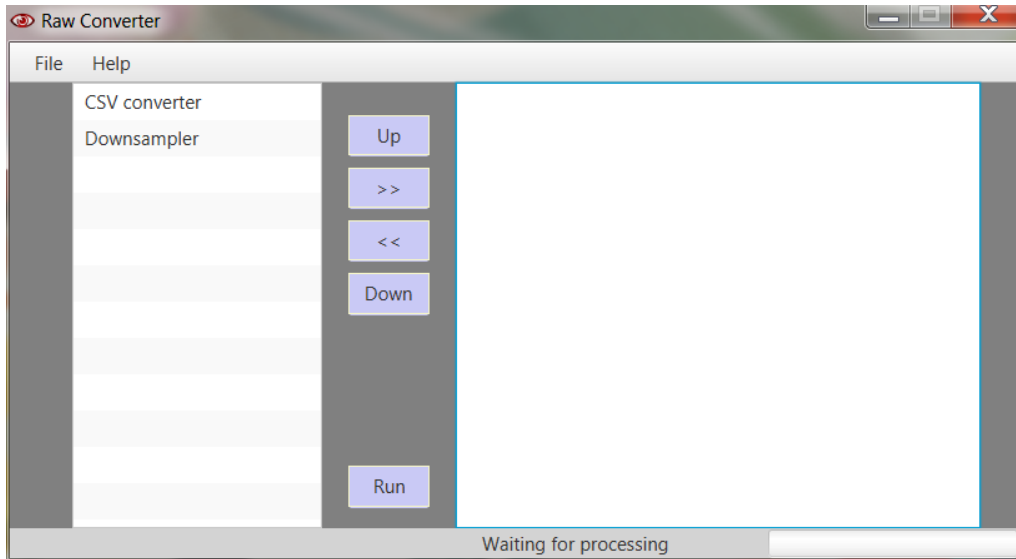 Raw Converter
File Help
CSV converter
Downsampler
Up
>>
<<
Down
Run
Waiting for processing